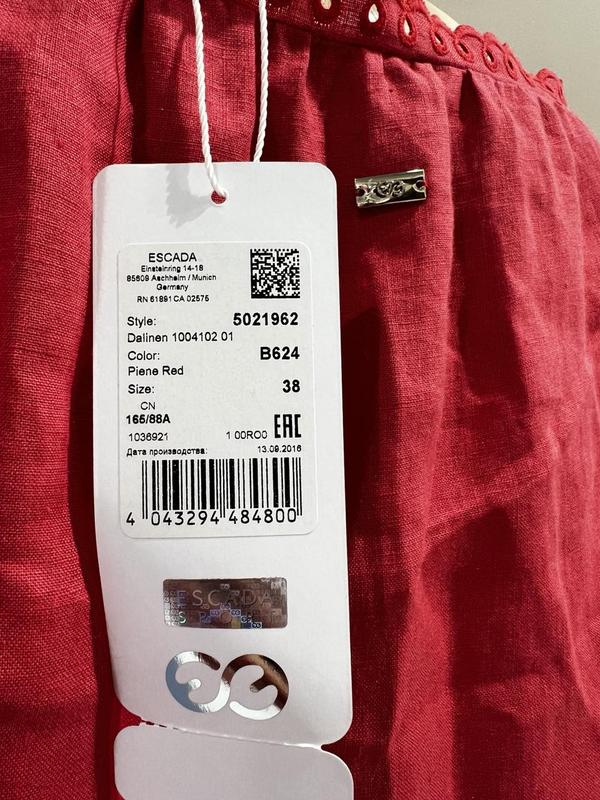 ESCADA
Einsteinring 14-18
85609 Aschheim / Munich
Germany
RN 61891 CA 02575
Style: 5021962
Dalinen 1004102 01
Color: B624
Piene Red
Size: 38
CN
165/88A
1036921 1 00RO0 EAC
Дата производства: 13.09.2016
4 043294 484800
ESCADA